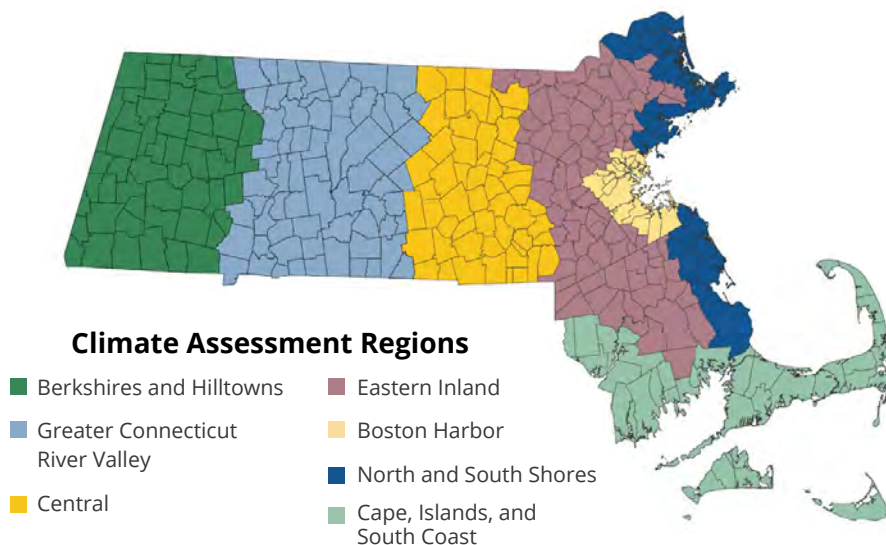 Climate Assessment Regions
Berkshires and Hilltowns
Greater Connecticut
River Valley
Central
Eastern Inland
Boston Harbor
North and South Shores
Cape, Islands, and
South Coast